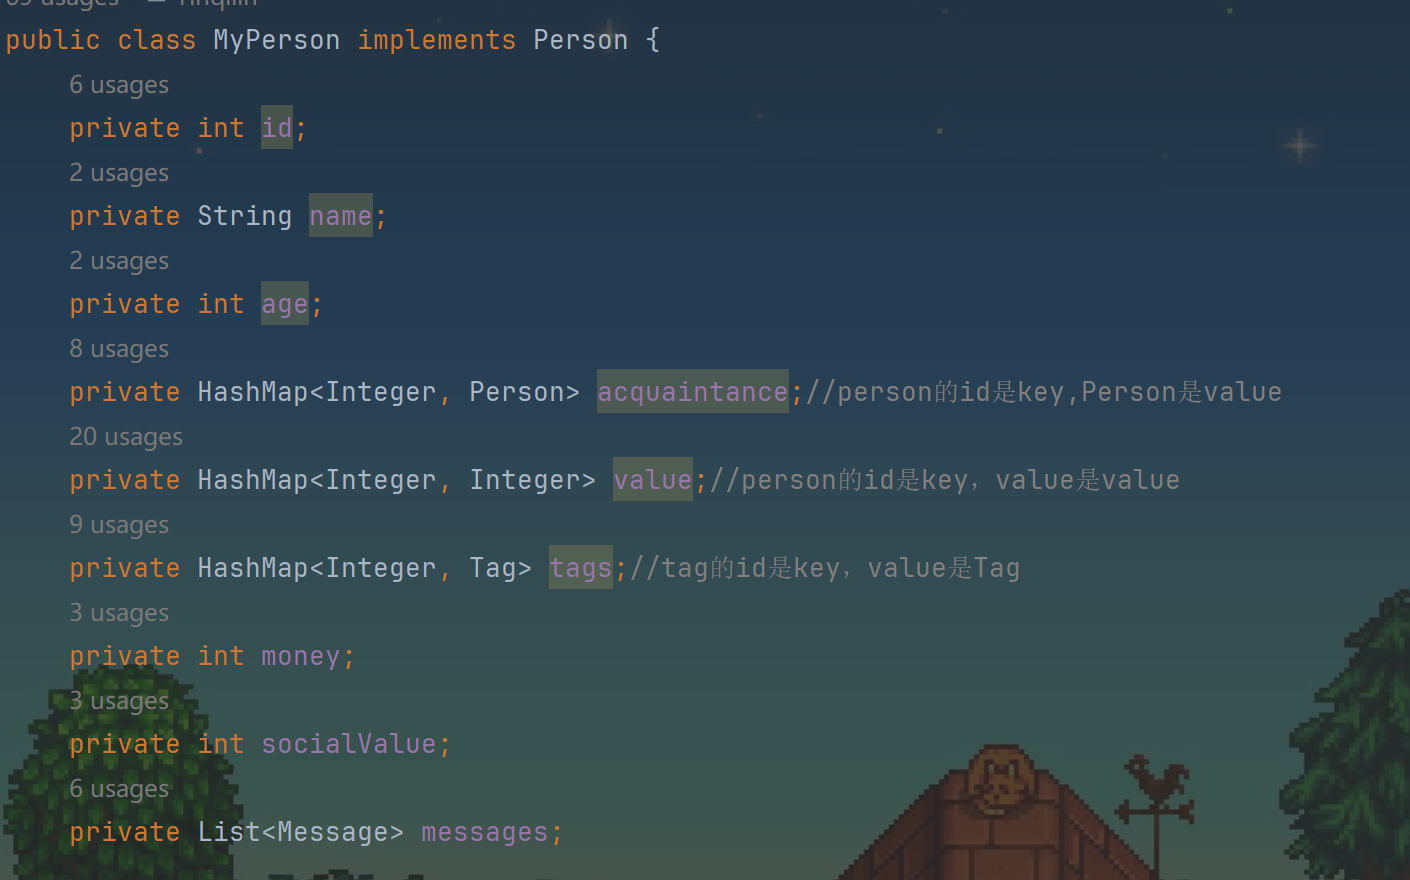 public class MyPerson implements Person {
6 usages
private int id;
2 usages
private String name;
2 usages
private int age;
8 usages
private HashMap<Integer, Person> acquaintance;//person的id是key,Person是value
20 usages
private HashMap<Integer, Integer> value;//person的id是key，value是value
9 usages
private HashMap<Integer, Tag> tags;//tag的id是key，value是Tag
3 usages
private int money;
3 usages
private int socialValue;
6 usages
private List<Message> messages;